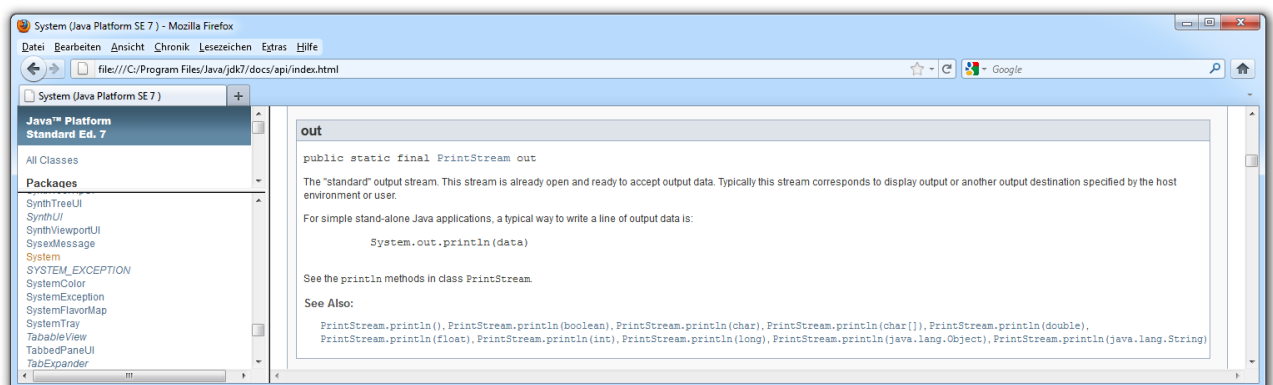 System (Java Platform SE 7 ) - Mozilla Firefox
Datei Bearbeiten Ansicht Chronik Lesezeichen Extras Hilfe
file:///C:/Program Files/Java/jdk7/docs/api/index.html
Google
System (Java Platform SE 7 )
Java™ Platform
Standard Ed. 7
All Classes
Packages
SynthTreeUI
SynthUI
SynthViewportUI
SysexMessage
System
SYSTEM_EXCEPTION
SystemColor
SystemException
SystemFlavorMap
SystemTray
TabableView
TabbedPaneUI
TabExpander
out
public static final PrintStream out
The "standard" output stream. This stream is already open and ready to accept output data. Typically this stream corresponds to display output or another output destination specified by the host
environment or user.
For simple stand-alone Java applications, a typical way to write a line of output data is:
System.out.println(data)
See the println methods in class PrintStream.
See Also:
PrintStream.println(), PrintStream.println(boolean), PrintStream.println(char), PrintStream.println(char[]), PrintStream.println(double),
PrintStream.println(float), PrintStream.println(int), PrintStream.println(long), PrintStream.println(java.lang.Object), PrintStream.println(java.lang.String)